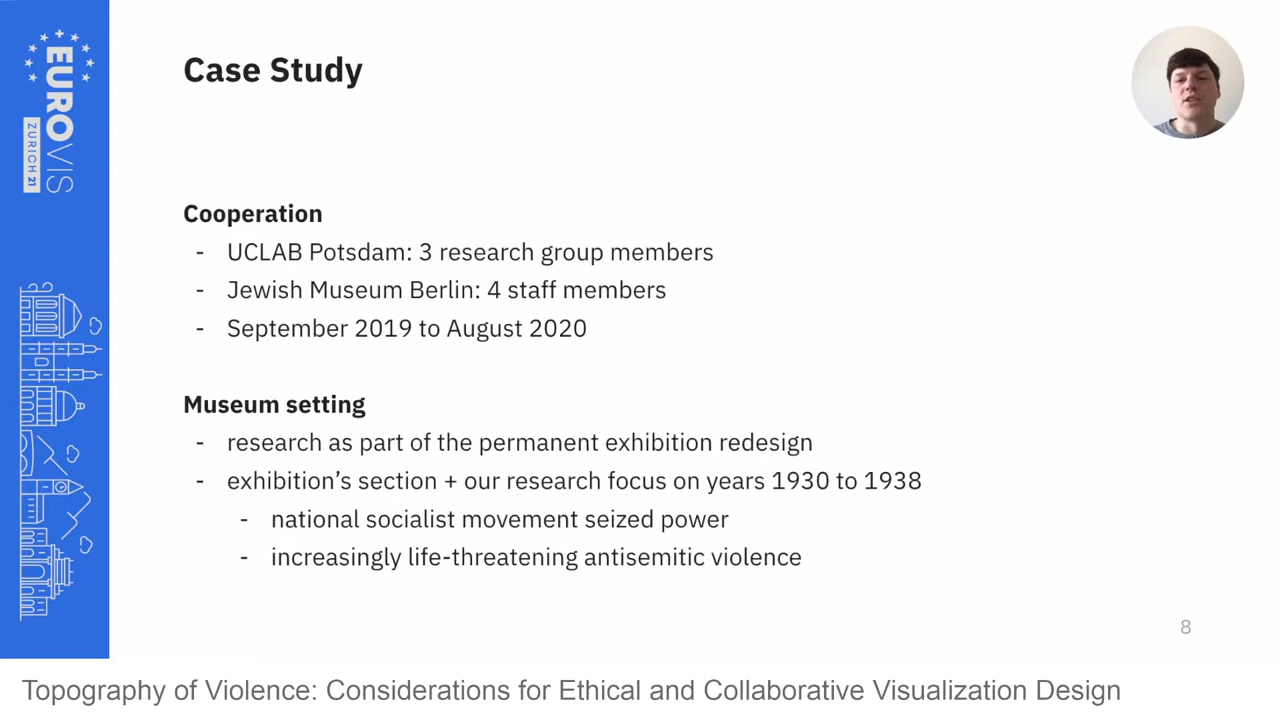 EUROVIS
ZURICH 21
Case Study
Cooperation
- UCLAB Potsdam: 3 research group members
- Jewish Museum Berlin: 4 staff members
- September 2019 to August 2020
Museum setting
- research as part of the permanent exhibition redesign
- exhibition’s section + our research focus on years 1930 to 1938
- national socialist movement seized power
- increasingly life-threatening antisemitic violence
8
Topography of Violence: Considerations for Ethical and Collaborative Visualization Design